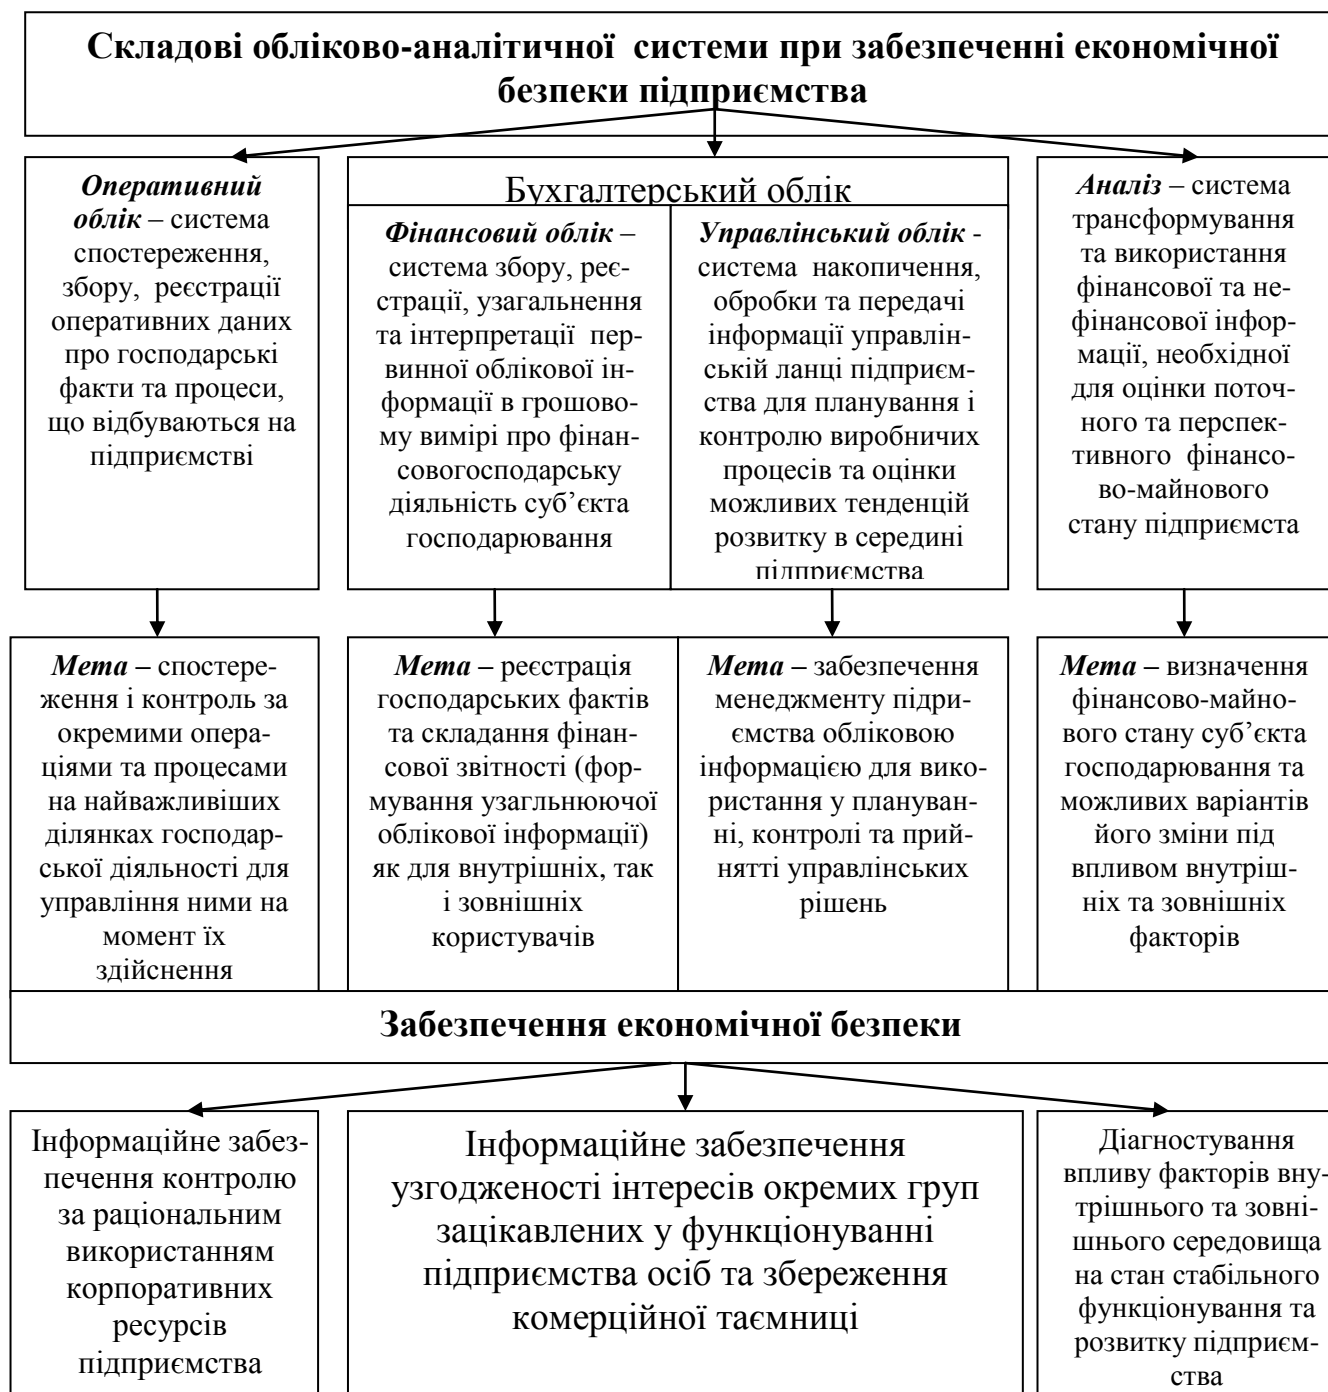 Складові обліково-аналітичної системи при забезпеченні економічної
безпеки підприємства
Оперативний
облік – система
спостереження,
збору, реєстрації
оперативних даних
про господарські
факти та процеси,
що відбуваються на
підприємстві
Бухгалтерський облік
Фінансовий облік –
система збору, реє-
страції, узагальнення
та інтерпретації пер-
винної облікової ін-
формації в грошово-
му вимірі про фінан-
совогосподарську
діяльність суб’єкта
господарювання
Управлінський облік -
система накопичення,
обробки та передачі
інформації управлін-
ській ланці підприєм-
ства для планування і
контролю виробничих
процесів та оцінки
можливих тенденцій
розвитку в середині
підприємства
Аналіз – система
трансформування
та використання
фінансової та не-
фінансової інфор-
мації, необхідної
для оцінки поточ-
ного та перспек-
тивного фінансо-
во-майнового
стану підприємста
Мета – спостере-
ження і контроль за
окремими опера-
ціями та процесами
на найважливіших
ділянках господар-
ської діяльності для
управління ними на
момент їх
здійснення
Мета – реєстрація
господарських фактів
та складання фінан-
сової звітності (фор-
мування узагльнюючої
облікової інформації)
як для внутрішніх, так
і зовнішніх
користувачів
Мета – забезпечення
менеджменту підри-
ємства обліковою
інформацією для вико-
ристання у плануван-
ні, контролі та прий-
нятті управлінських
рішень
Мета – визначення
фінансово-майно-
вого стану суб’єкта
господарювання та
можливих варіантів
його зміни під
впливом внутріш-
ніх та зовнішніх
факторів
Забезпечення економічної безпеки
Інформаційне забез-
печення контролю
за раціональним
використанням
корпоративних
ресурсів
підприємства
Інформаційне забезпечення
узгодженості інтересів окремих груп
зацікавлених у функціонуванні
підприємства осіб та збереження
комерційної таємниці
Діагностування
впливу факторів вну-
трішнього та зовні-
шнього середовища
на стан стабільного
функціонування та
розвитку підприєм-
ства